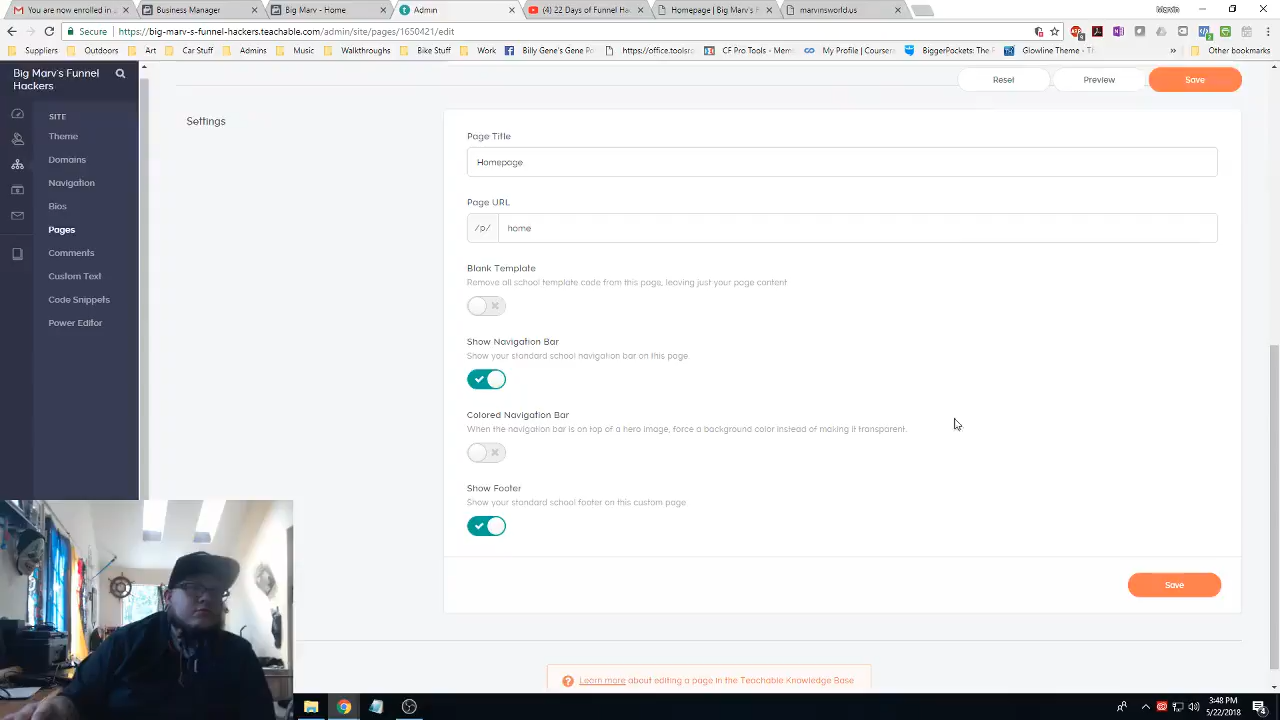 You are now enrolled in
Business Manager
Big Marv - Home
Admin
(4) 22 Days of Funnel Ha
Homepage | Big Marv's F
marvinsworldus
Secure
https://big-marv-s-funnel-hackers.teachable.com/admin/site/pages/1650421/edit
Suppliers
Outdoors
Art
Car Stuff
Admins
Music
Walkthroughs
Bike Stuff
Work
Billy Gene's Gene Po
https://office.toolsro
CF Pro Tools - Mem
My Profile | Coursera
BiggerPockets: The
Glowline Theme - Th
»
Other bookmarks
Big Marv's Funnel
Hackers
SITE
Theme
Domains
Navigation
Bios
Pages
Comments
Custom Text
Code Snippets
Power Editor
Reset
Preview
Save
Settings
Page Title
Homepage
Page URL
/p/
home
Blank Template
Remove all school template code from this page, leaving just your page content
Show Navigation Bar
Show your standard school navigation bar on this page
Colored Navigation Bar
When the navigation bar is on top of a hero image, force a background color instead of making it transparent.
Show Footer
Show your standard school footer on this custom page
Save
Learn more about editing a page in the Teachable Knowledge Base
3:48 PM
5/22/2018